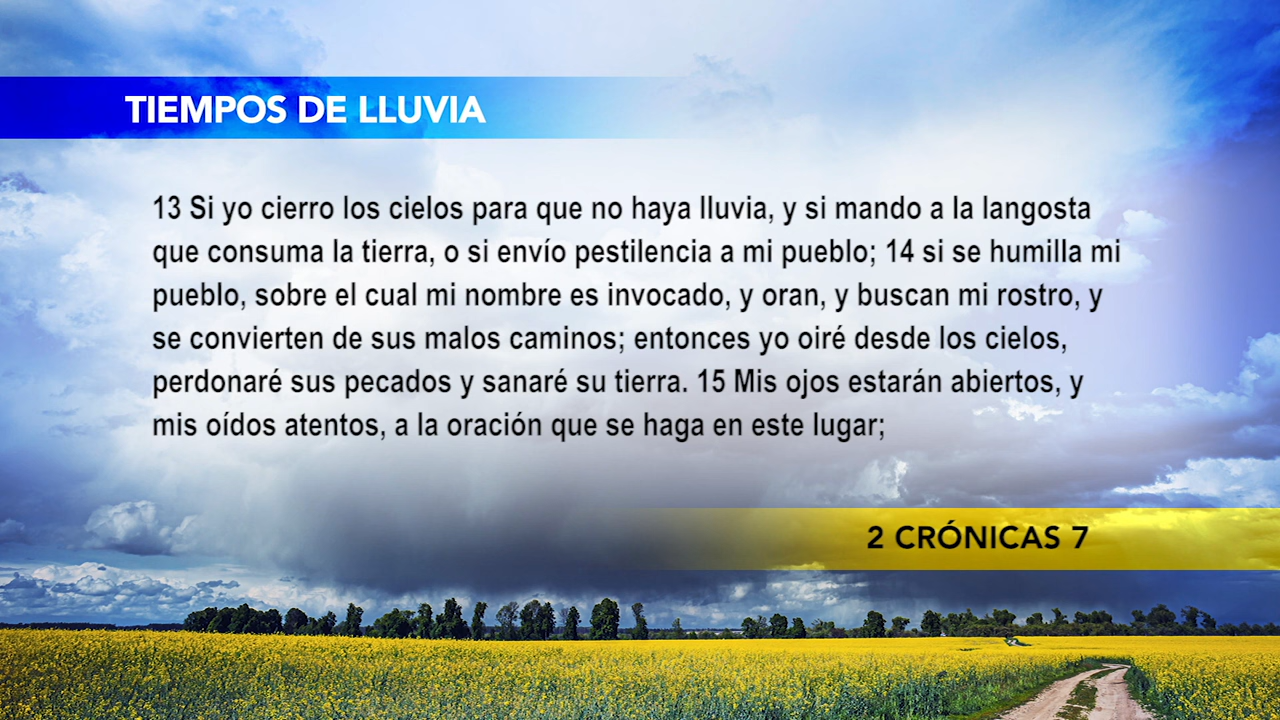 TIEMPOS DE LLUVIA
13 Si yo cierro los cielos para que no haya lluvia, y si mando a la langosta
que consuma la tierra, o si envío pestilencia a mi pueblo; 14 si se humilla mi
pueblo, sobre el cual mi nombre es invocado, y oran, y buscan mi rostro, y
se convierten de sus malos caminos; entonces yo oiré desde los cielos,
perdonaré sus pecados y sanaré su tierra. 15 Mis ojos estarán abiertos, y
mis oídos atentos, a la oración que se haga en este lugar;
2 CRÓNICAS 7